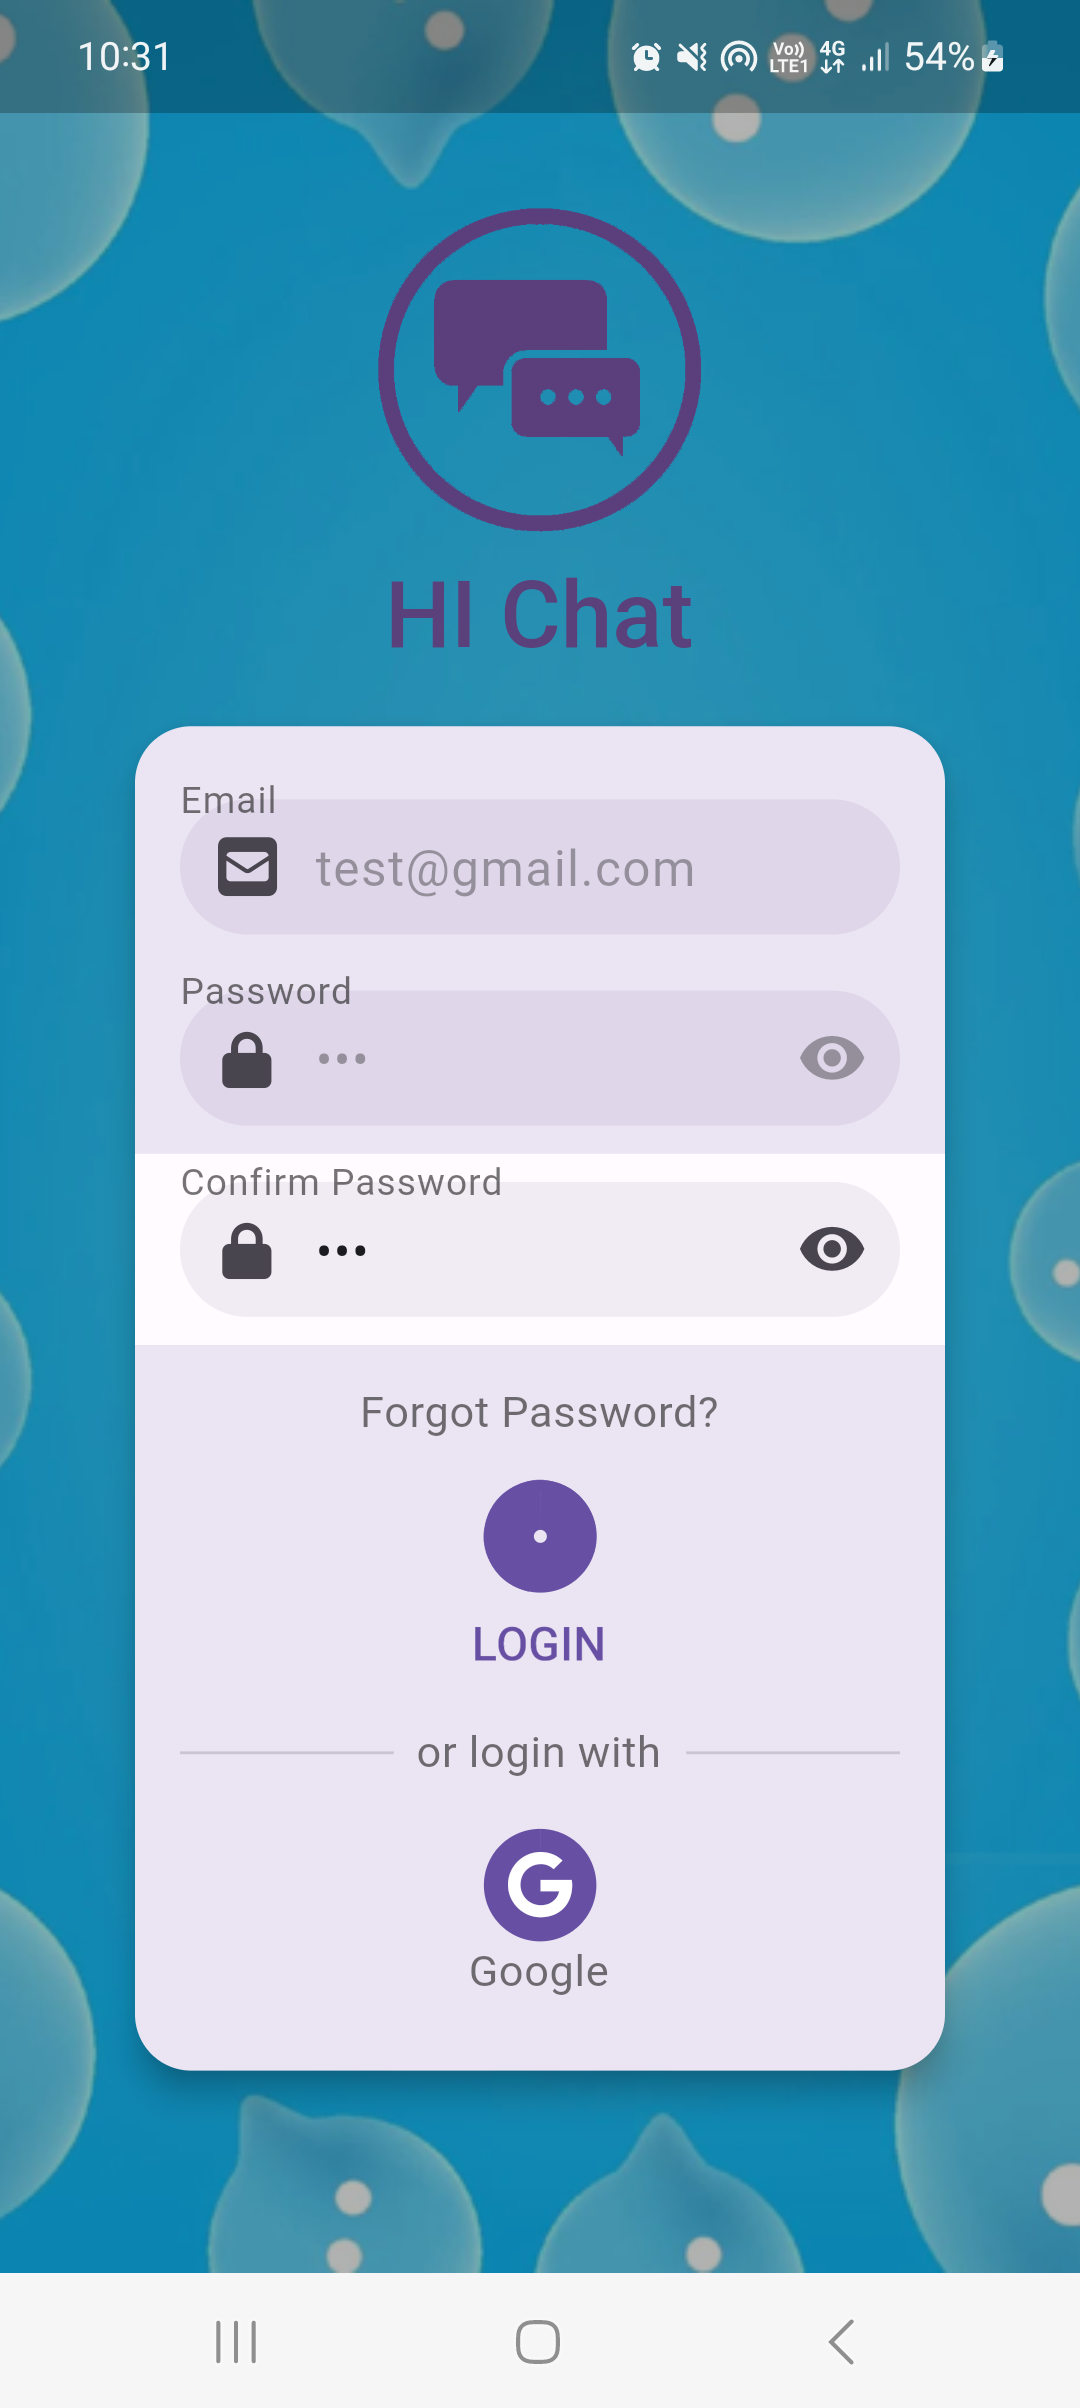 10:31
Vo)) LTE1 4G 54%
HI Chat
Email
test@gmail.com
Password
•••
Confirm Password
•••
Forgot Password?
LOGIN
or login with
G
Google